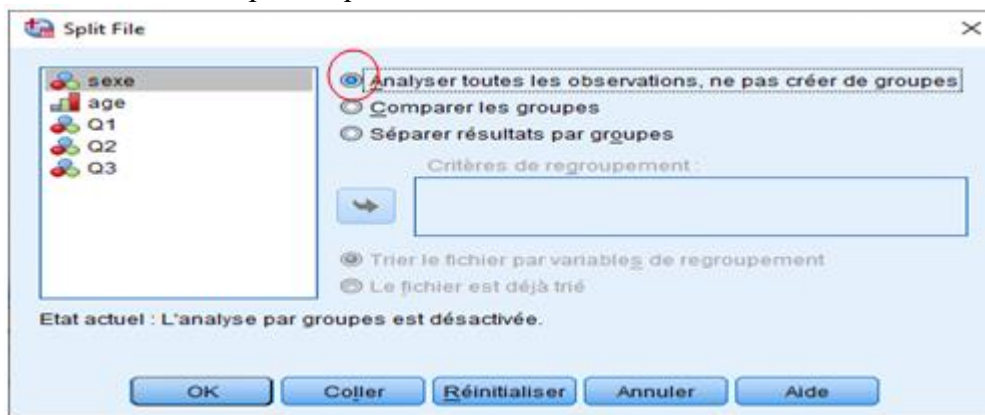 Split File
sexe
age
Q1
Q2
Q3
Analyser toutes les observations, ne pas créer de groupes
Comparer les groupes
Séparer résultats par groupes
Critères de regroupement :
Trier le fichier par variables de regroupement
Le fichier est déjà trié
Etat actuel : L'analyse par groupes est désactivée.
OK
Coller
Réinitialiser
Annuler
Aide